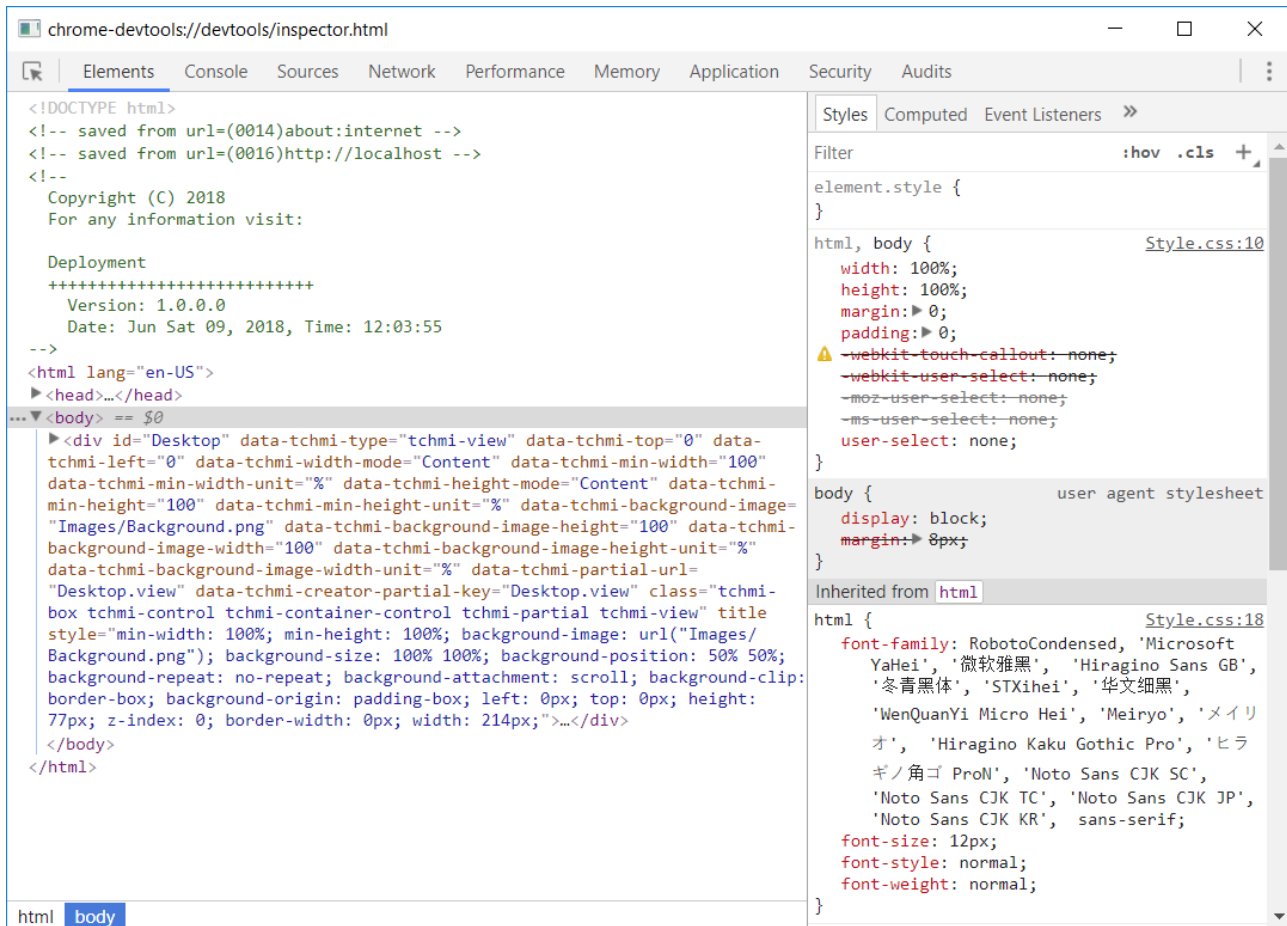 chrome-devtools://devtools/inspector.html
Elements Console Sources Network Performance Memory Application Security Audits
<!DOCTYPE html>
<!-- saved from url=(0014)about:internet -->
<!-- saved from url=(0016)http://localhost -->
<!--
Copyright (C) 2018
For any information visit:
Deployment
+++++++++++++++++++++++++++
Version: 1.0.0.0
Date: Jun Sat 09, 2018, Time: 12:03:55
-->
<html lang="en-US">
<head>…</head>
<body> == $0
<div id="Desktop" data-tchmi-type="tchmi-view" data-tchmi-top="0" data-
tchmi-left="0" data-tchmi-width-mode="Content" data-tchmi-min-width="100"
data-tchmi-min-width-unit="%" data-tchmi-height-mode="Content" data-tchmi-
min-height="100" data-tchmi-min-height-unit="%" data-tchmi-background-image=
"Images/Background.png" data-tchmi-background-image-height="100" data-tchmi-
background-image-width="100" data-tchmi-background-image-height-unit="%"
data-tchmi-background-image-width-unit="%" data-tchmi-partial-url=
"Desktop.view" data-tchmi-creator-partial-key="Desktop.view" class="tchmi-
box tchmi-control tchmi-container-control tchmi-partial tchmi-view" title
style="min-width: 100%; min-height: 100%; background-image: url("Images/
Background.png"); background-size: 100% 100%; background-position: 50% 50%;
background-repeat: no-repeat; background-attachment: scroll; background-clip:
border-box; background-origin: padding-box; left: 0px; top: 0px; height:
77px; z-index: 0; border-width: 0px; width: 214px;">…</div>
</body>
</html>
html body
Styles Computed Event Listeners »
Filter :hov .cls +
element.style {
}
html, body { Style.css:10
width: 100%;
height: 100%;
margin: 0;
padding: 0;
-webkit-touch-callout: none;
-webkit-user-select: none;
-moz-user-select: none;
-ms-user-select: none;
user-select: none;
}
body { user agent stylesheet
display: block;
margin: 8px;
}
Inherited from html
html { Style.css:18
font-family: RobotoCondensed, 'Microsoft
YaHei', '微软雅黑', 'Hiragino Sans GB',
'冬青黑体', 'STXihei', '华文细黑',
'WenQuanYi Micro Hei', 'Meiryo', 'メイリ
オ', 'Hiragino Kaku Gothic Pro', 'ヒラ
ギノ角ゴ ProN', 'Noto Sans CJK SC',
'Noto Sans CJK TC', 'Noto Sans CJK JP',
'Noto Sans CJK KR', sans-serif;
font-size: 12px;
font-style: normal;
font-weight: normal;
}